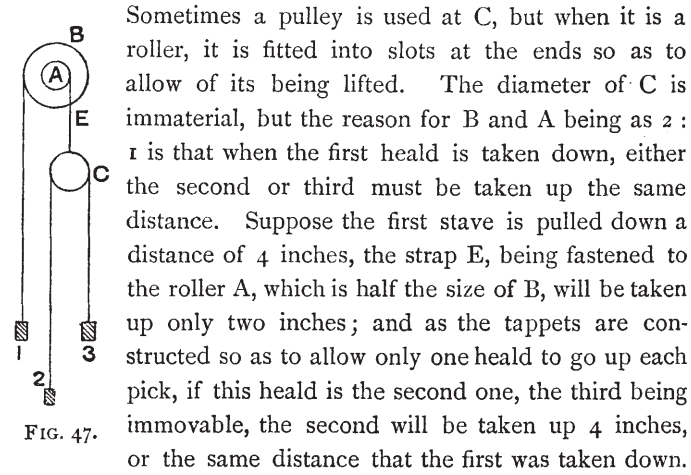 B
A
E
C
1
3
2
FIG. 47.
Sometimes a pulley is used at C, but when it is a
roller, it is fitted into slots at the ends so as to
allow of its being lifted. The diameter of C is
immaterial, but the reason for B and A being as 2 :
1 is that when the first heald is taken down, either
the second or third must be taken up the same
distance. Suppose the first stave is pulled down a
distance of 4 inches, the strap E, being fastened to
the roller A, which is half the size of B, will be taken
up only two inches; and as the tappets are con-
structed so as to allow only one heald to go up each
pick, if this heald is the second one, the third being
immovable, the second will be taken up 4 inches,
or the same distance that the first was taken down.